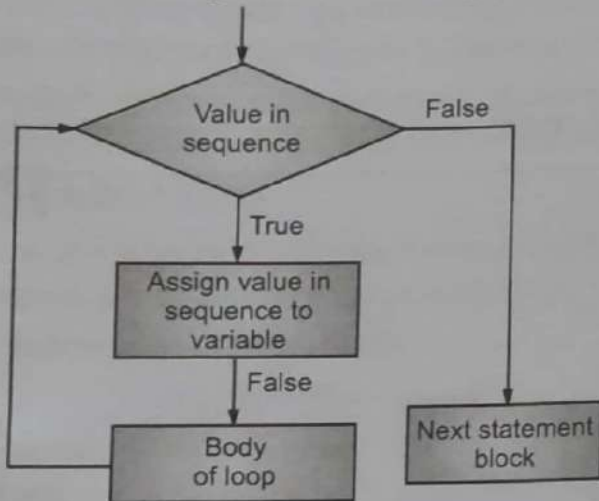 Value in
sequence
False
True
Assign value in
sequence to
variable
False
Body
of loop
Next statement
block